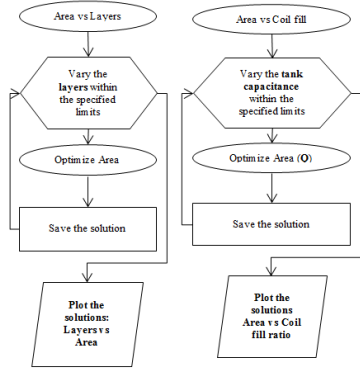 Area vs Layers
Vary the
layers within
the specified
limits
Optimize Area
Save the solution
Plot the
solutions:
Layers vs
Area
Area vs Coil fill
Vary the tank
capacitance
within the
specified limits
Optimize Area (Q)
Save the solution
Plot the
solutions
Area vs Coil
fill ratio